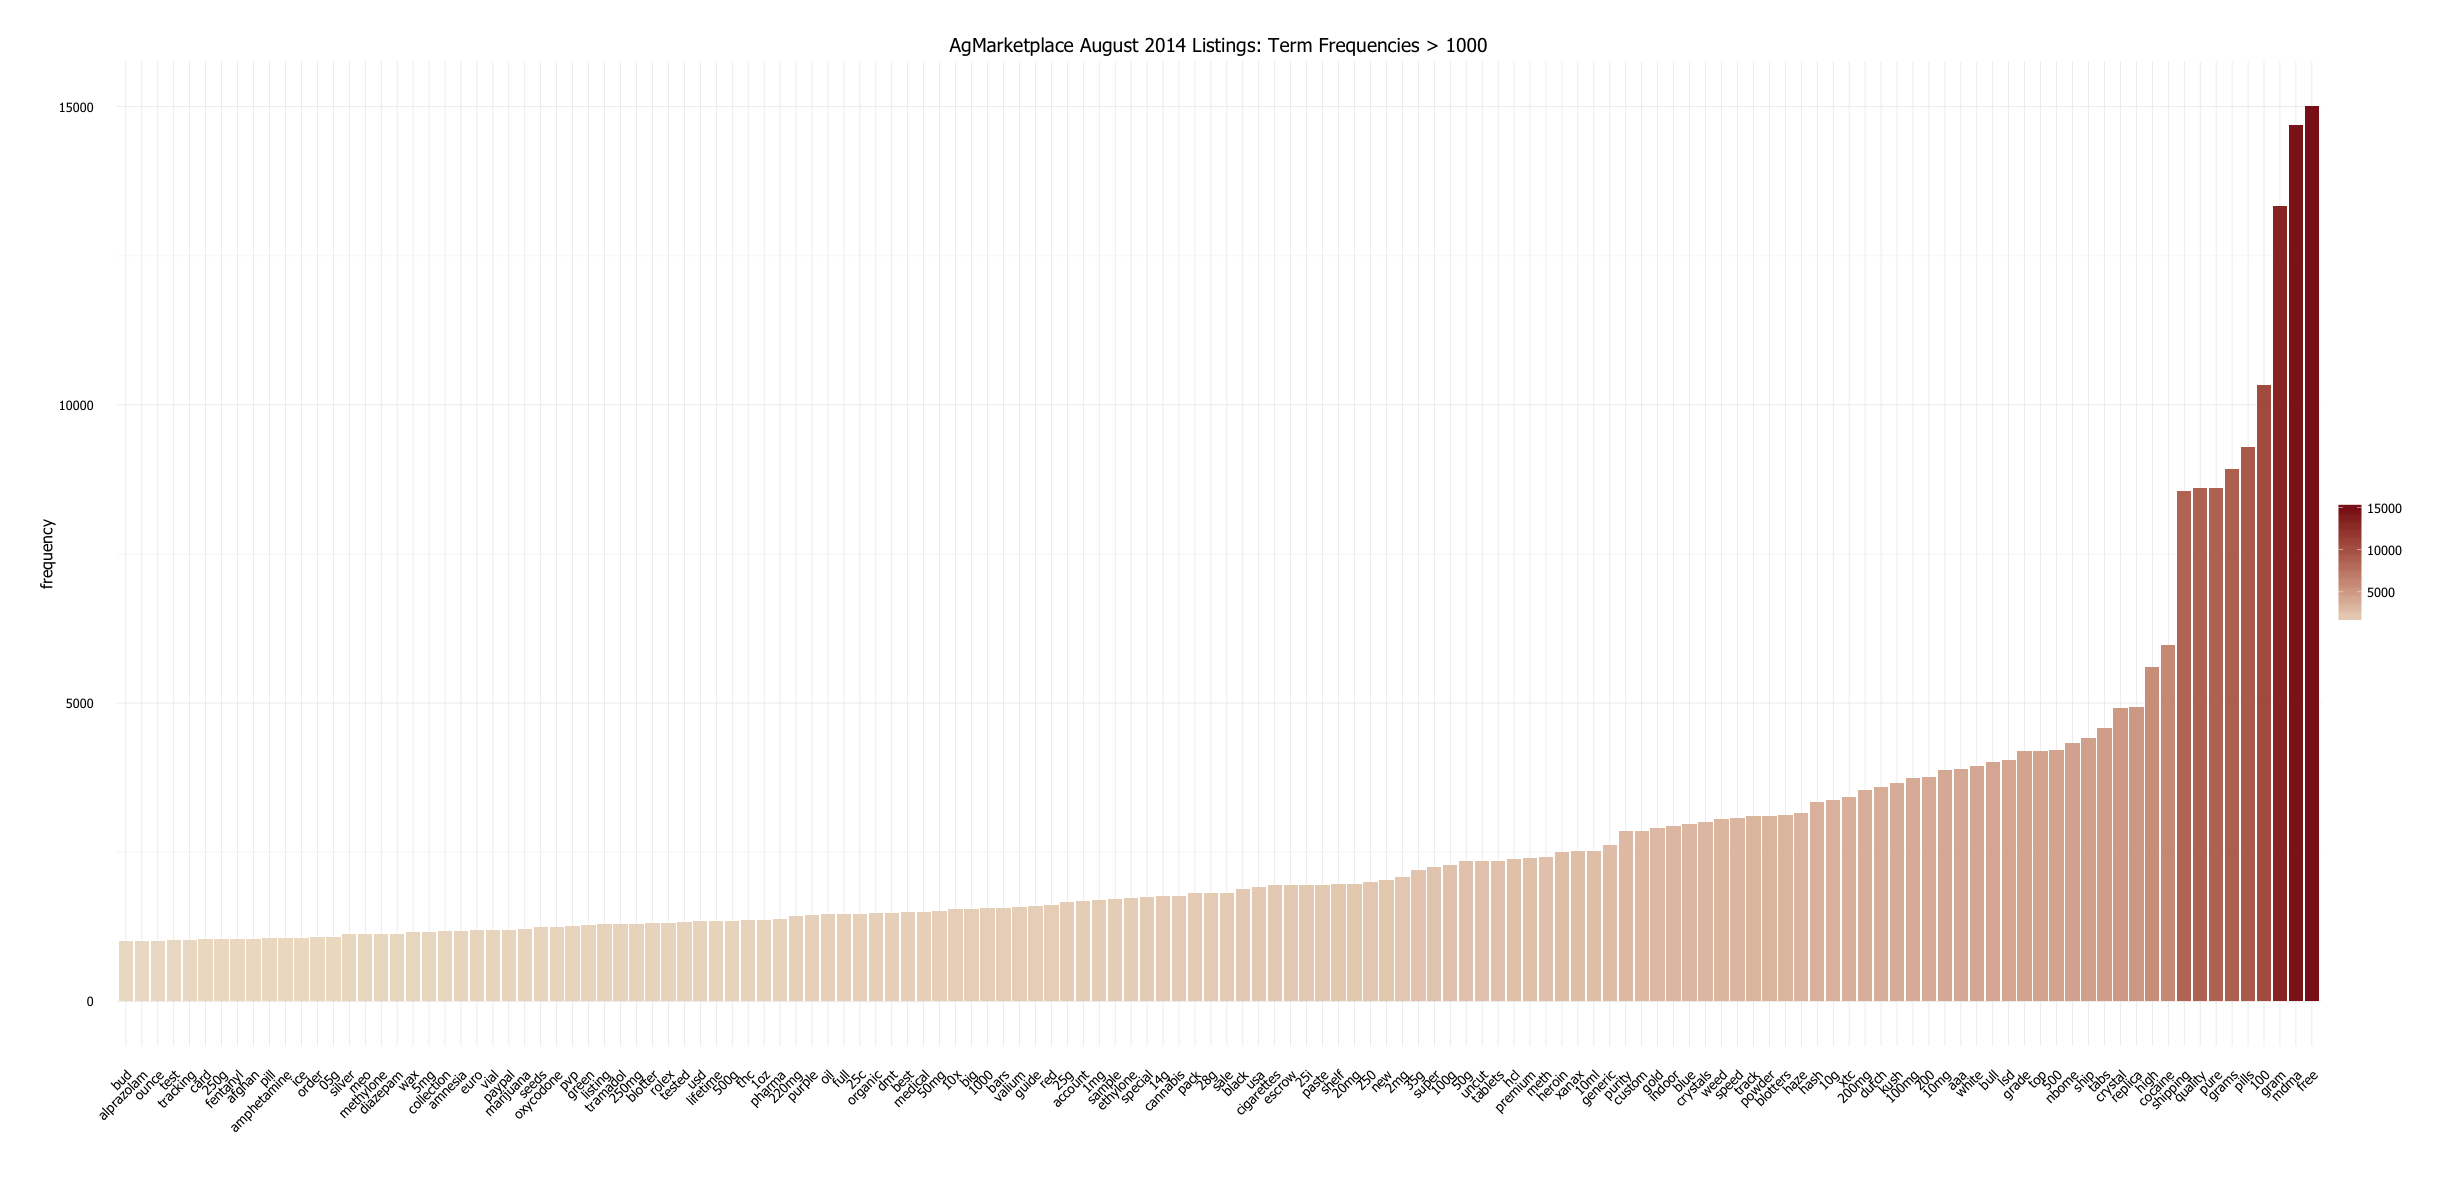 AgMarketplace August 2014 Listings: Term Frequencies > 1000
15000
10000
5000
0
frequency
15000
10000
5000
bud
alprazolam
ounce
test
tracking
card
250g
fentanyl
afghan
pill
amphetamine
ice
order
05g
silver
meo
methylone
diazepam
wax
5mg
collection
amnesia
euro
vial
paypal
marijuana
seeds
oxycodone
pvp
green
listing
tramadol
250mg
blotter
rolex
tested
usd
lifetime
500g
thc
1oz
pharma
220mg
purple
oil
full
25c
organic
dmt
best
medical
50mg
10x
big
1000
bars
valium
guide
red
25g
account
1mg
sample
ethylone
special
14g
cannabis
pack
28g
sale
black
usa
cigarettes
escrow
25i
paste
shelf
20mg
250
new
2mg
35g
super
100g
50g
uncut
tablets
hcl
premium
meth
heroin
xanax
10ml
generic
purity
custom
gold
indoor
blue
crystals
weed
speed
track
powder
blotters
haze
hash
10g
xtc
200mg
dutch
kush
100mg
200
10mg
aaa
white
bull
lsd
grade
top
500
nbome
ship
tabs
crystal
replica
high
cocaine
shipping
quality
pure
grams
pills
100
gram
mdma
free